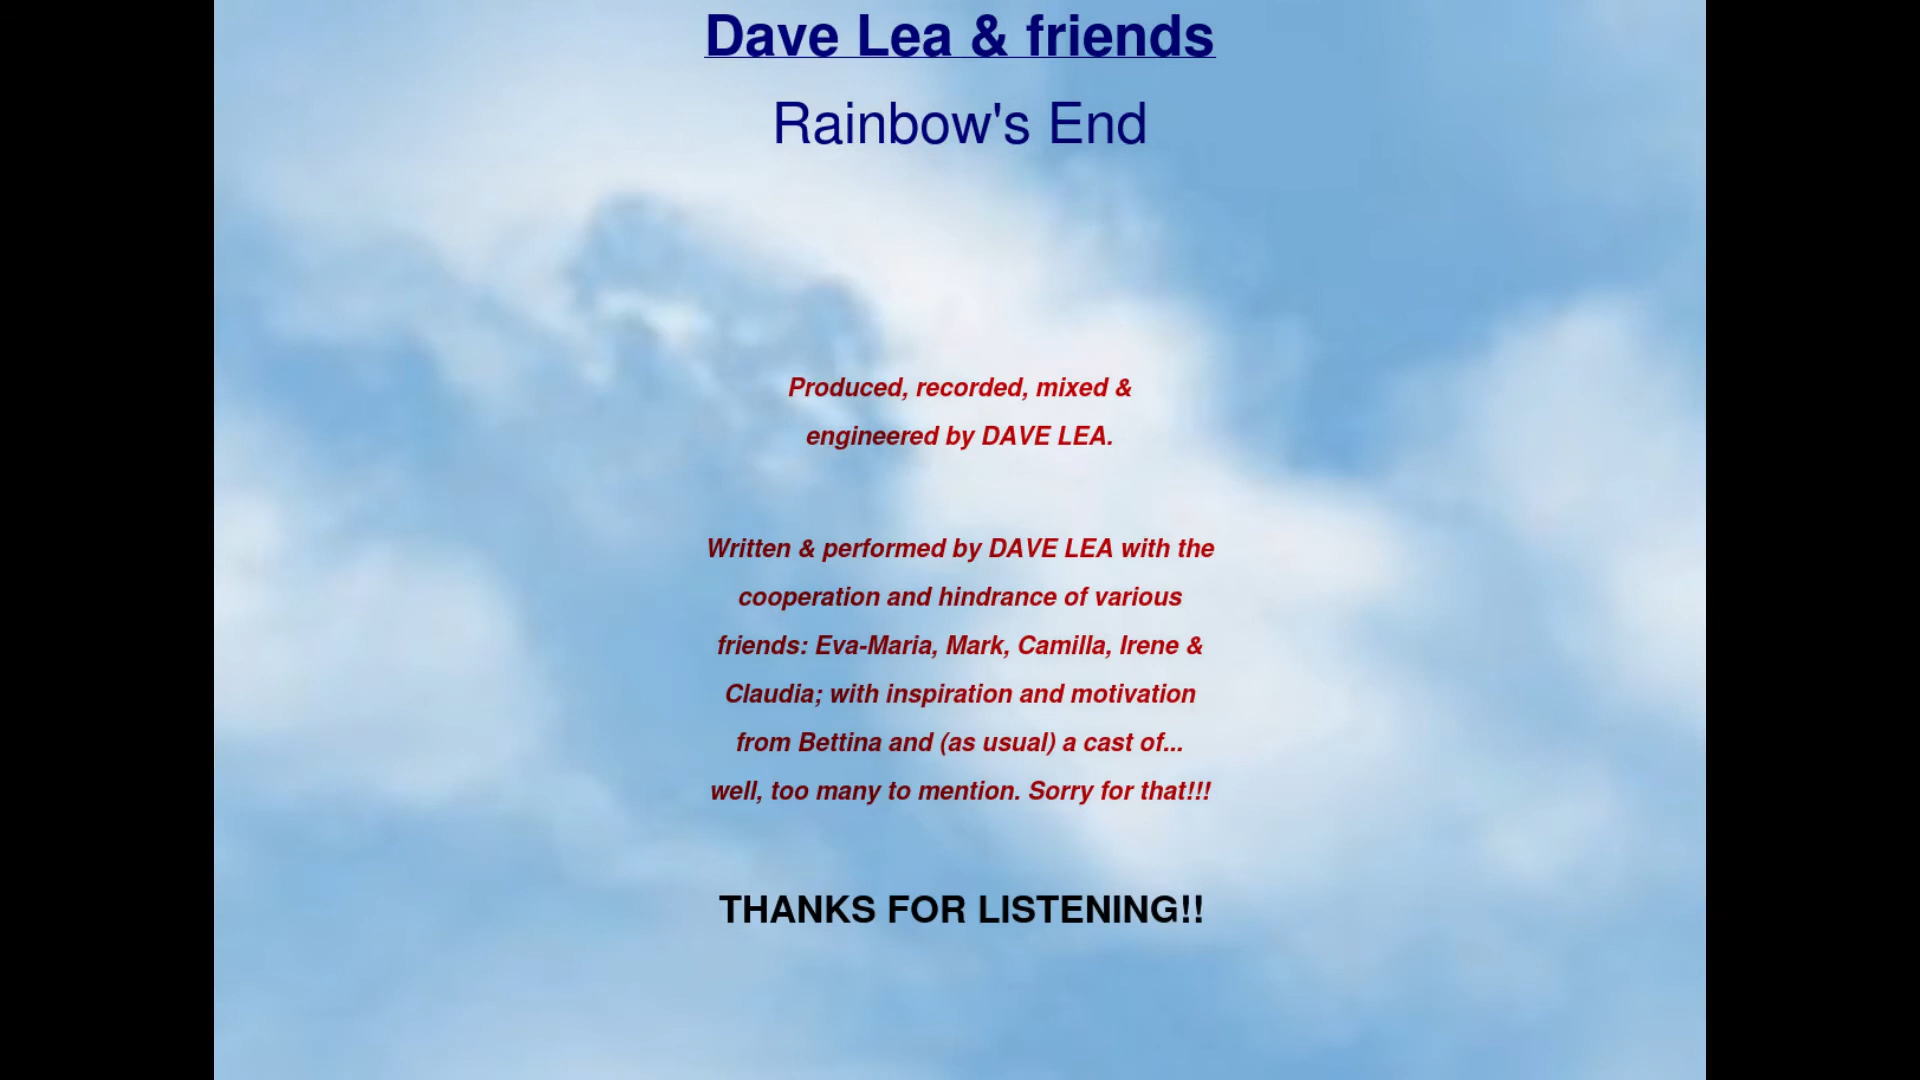 Dave Lea & friends
Rainbow's End
Produced, recorded, mixed &
engineered by DAVE LEA.
Written & performed by DAVE LEA with the
cooperation and hindrance of various
friends: Eva-Maria, Mark, Camilla, Irene &
Claudia; with inspiration and motivation
from Bettina and (as usual) a cast of...
well, too many to mention. Sorry for that!!!
THANKS FOR LISTENING!!